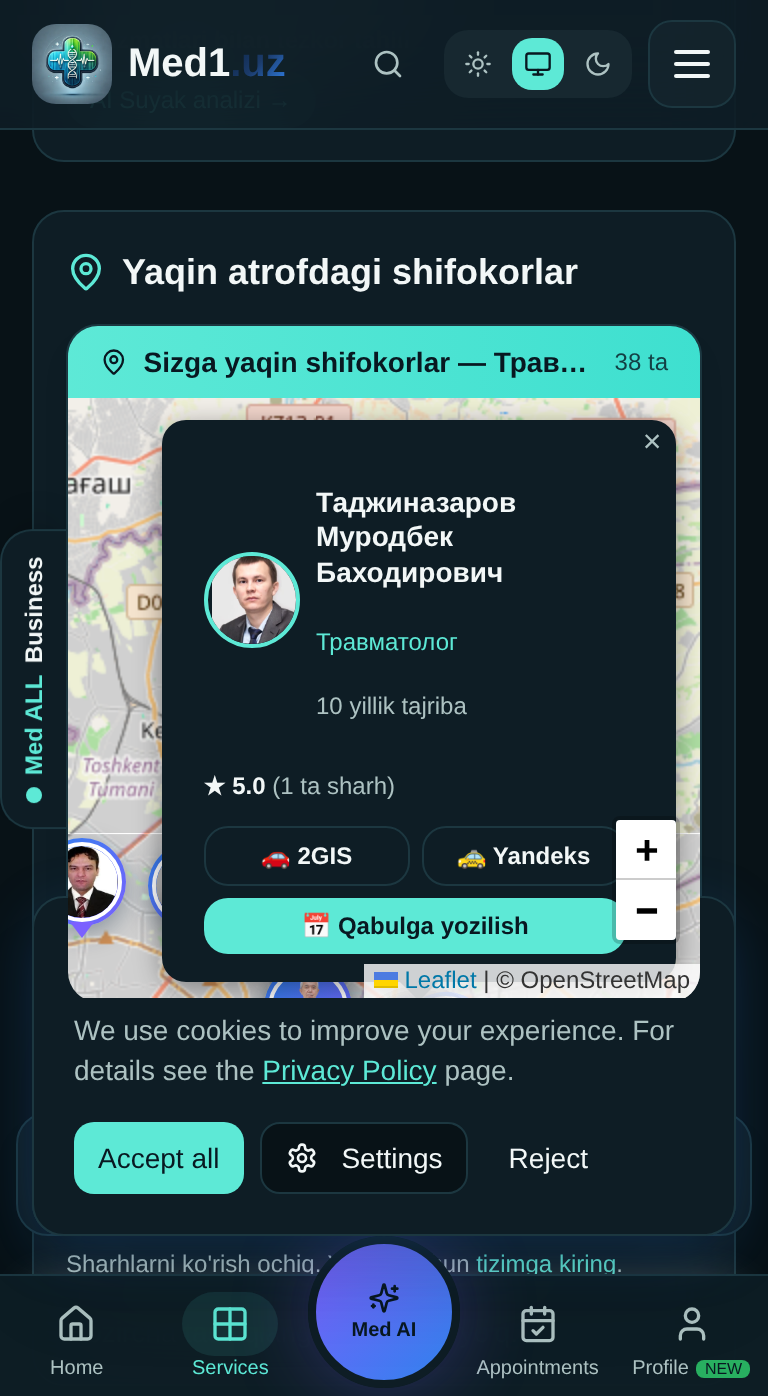 Med1.uz
AI Suyak analizi →
Yaqin atrofdagi shifokorlar
Sizga yaqin shifokorlar — Трав... 38 ta
ағаш
Таджиназаров
Муродбек
Баходирович
Травматолог
10 yillik tajriba
★ 5.0 (1 ta sharh)
2GIS
Yandeks
Qabulga yozilish
+
−
Toshkent
Tumani
Med ALL Business
Leaflet | © OpenStreetMap
We use cookies to improve your experience. For
details see the Privacy Policy page.
Accept all
Settings
Reject
Sharhlarni ko'rish ochiq.
tizimga kiring.
Med AI
Home
Services
Appointments
Profile NEW